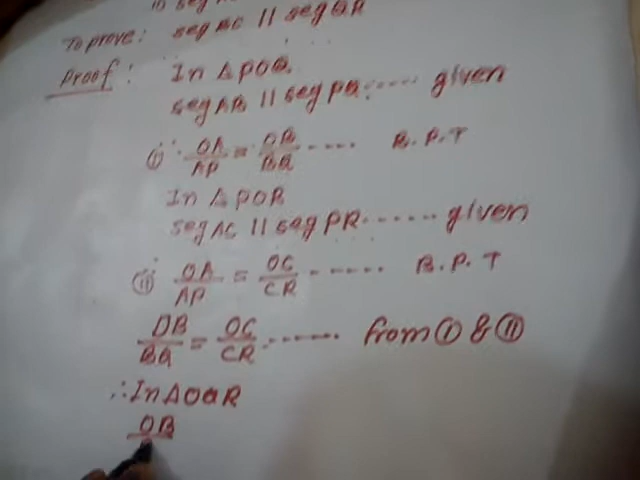 To prove: seg BC || seg QR
Proof: In △POQ.
seg AB || seg PQ...... given
(i) ∴ OA/AP = OB/BQ .... B.P.T
In △POR
seg AC || seg PR....... given
(ii) ∴ OA/AP = OC/CR ...... B.P.T
OB/BQ = OC/CR ........ from (I) & (II)
∴ In △OQR
OB